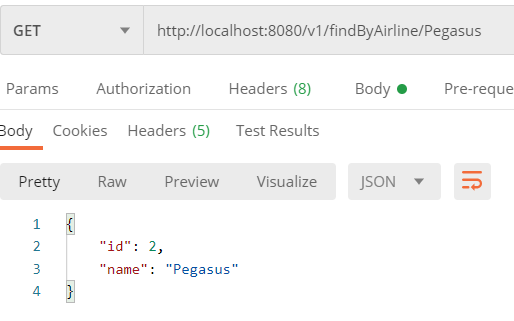 GET http://localhost:8080/v1/findByAirline/Pegasus
Params Authorization Headers (8) Body Pre-reque
Body Cookies Headers (5) Test Results
Pretty Raw Preview Visualize JSON
1 {
2 "id": 2,
3 "name": "Pegasus"
4 }